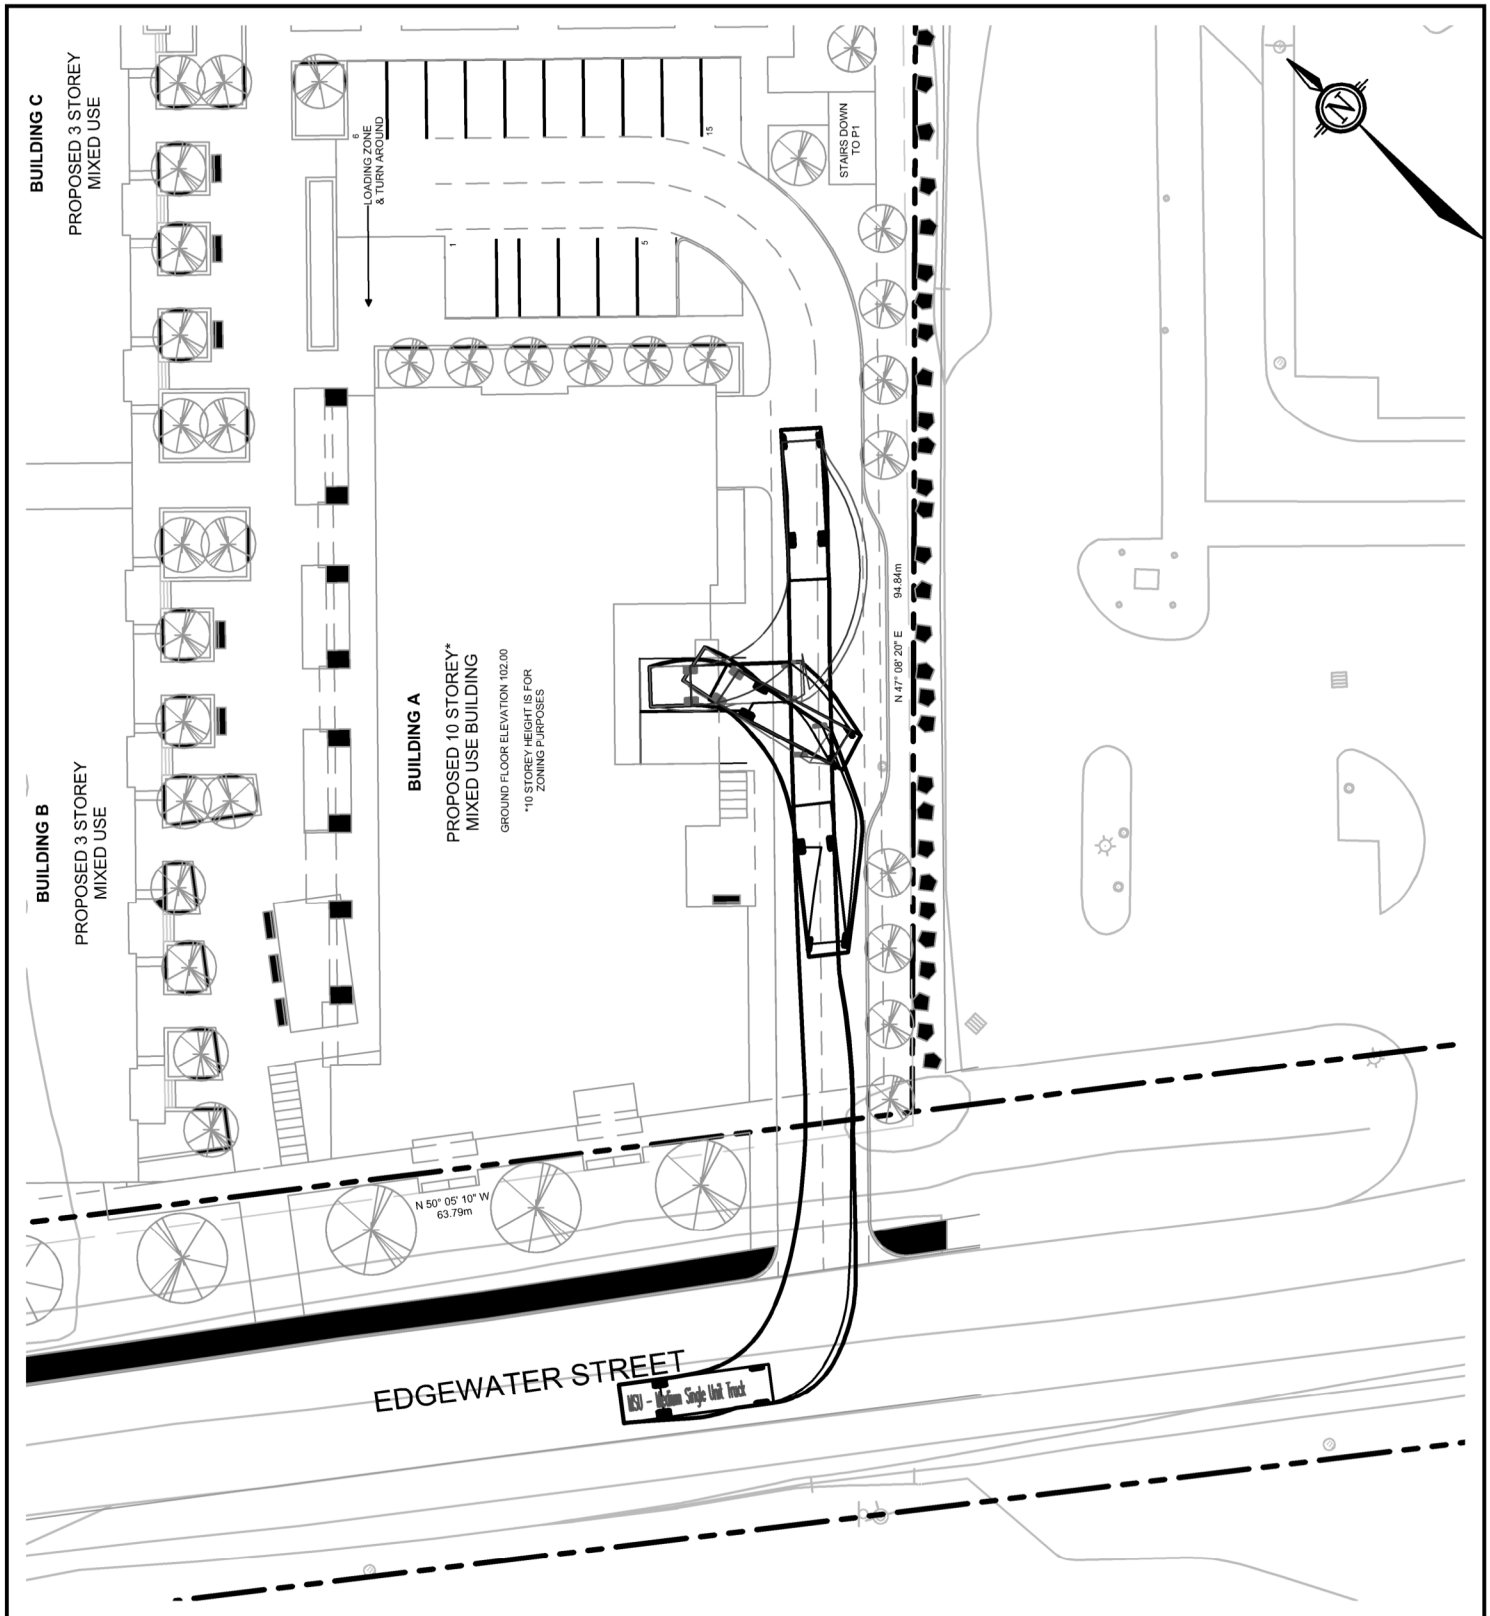 BUILDING C
PROPOSED 3 STOREY
MIXED USE
6
LOADING ZONE
& TURN AROUND
15
STAIRS DOWN
TO P1
N
1
5
N 47° 08' 20" E
94.84m
BUILDING A
PROPOSED 10 STOREY*
MIXED USE BUILDING
GROUND FLOOR ELEVATION 102.00
*10 STOREY HEIGHT IS FOR
ZONING PURPOSES
BUILDING B
PROPOSED 3 STOREY
MIXED USE
N 50° 05' 10" W
63.79m
EDGEWATER STREET
MSU - Medium Single Unit Truck